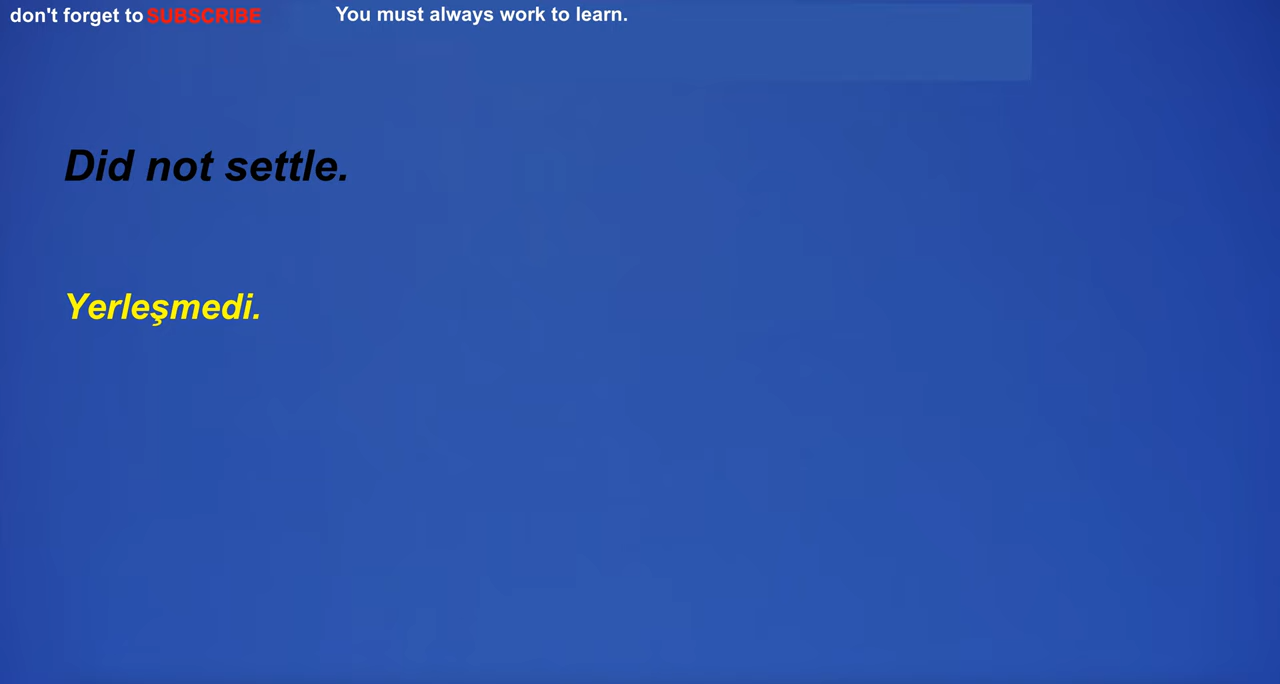 don't forget to SUBSCRIBE
You must always work to learn.
Did not settle.
Yerleşmedi.